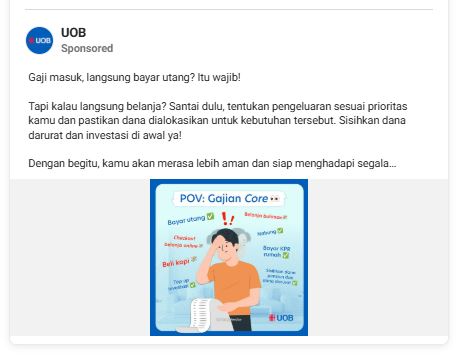 UOB
UOB
Sponsored
Gaji masuk, langsung bayar utang? Itu wajib!
Tapi kalau langsung belanja? Santai dulu, tentukan pengeluaran sesuai prioritas
kamu dan pastikan dana dialokasikan untuk kebutuhan tersebut. Sisihkan dana
darurat dan investasi di awal ya!
Dengan begitu, kamu akan merasa lebih aman dan siap menghadapi segala...
POV: Gajian Core
Bayar utang
Belanja bulanan
Checkout
belanja online
Nabung
Beli kopi
Bayar KPR
rumah
Top up
investasi
UOB